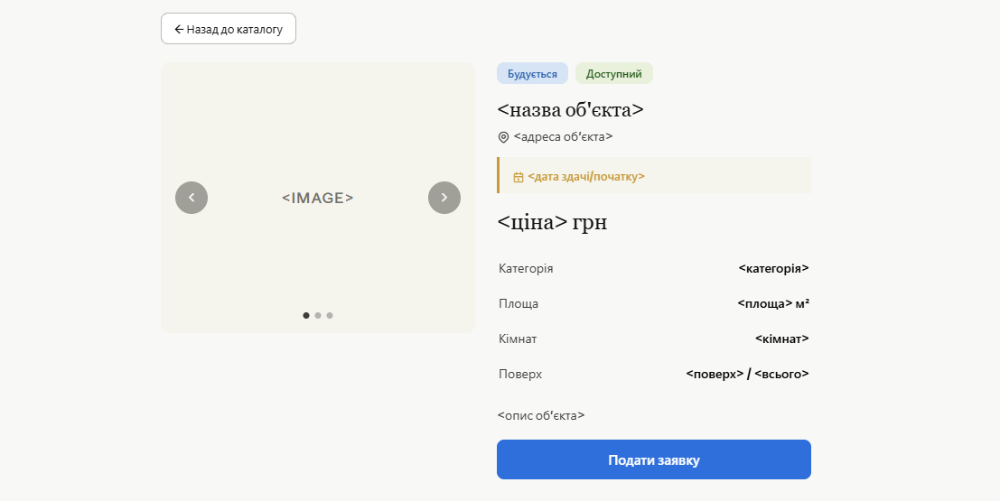 ← Назад до каталогу
Будується
Доступний
<назва об'єкта>
<адреса об'єкта>
<дата здачі/початку>
<IMAGE>
<ціна> грн
Категорія <категорія>
Площа <площа> м²
Кімнат <кімнат>
Поверх <поверх> / <всього>
<опис об'єкта>
Подати заявку